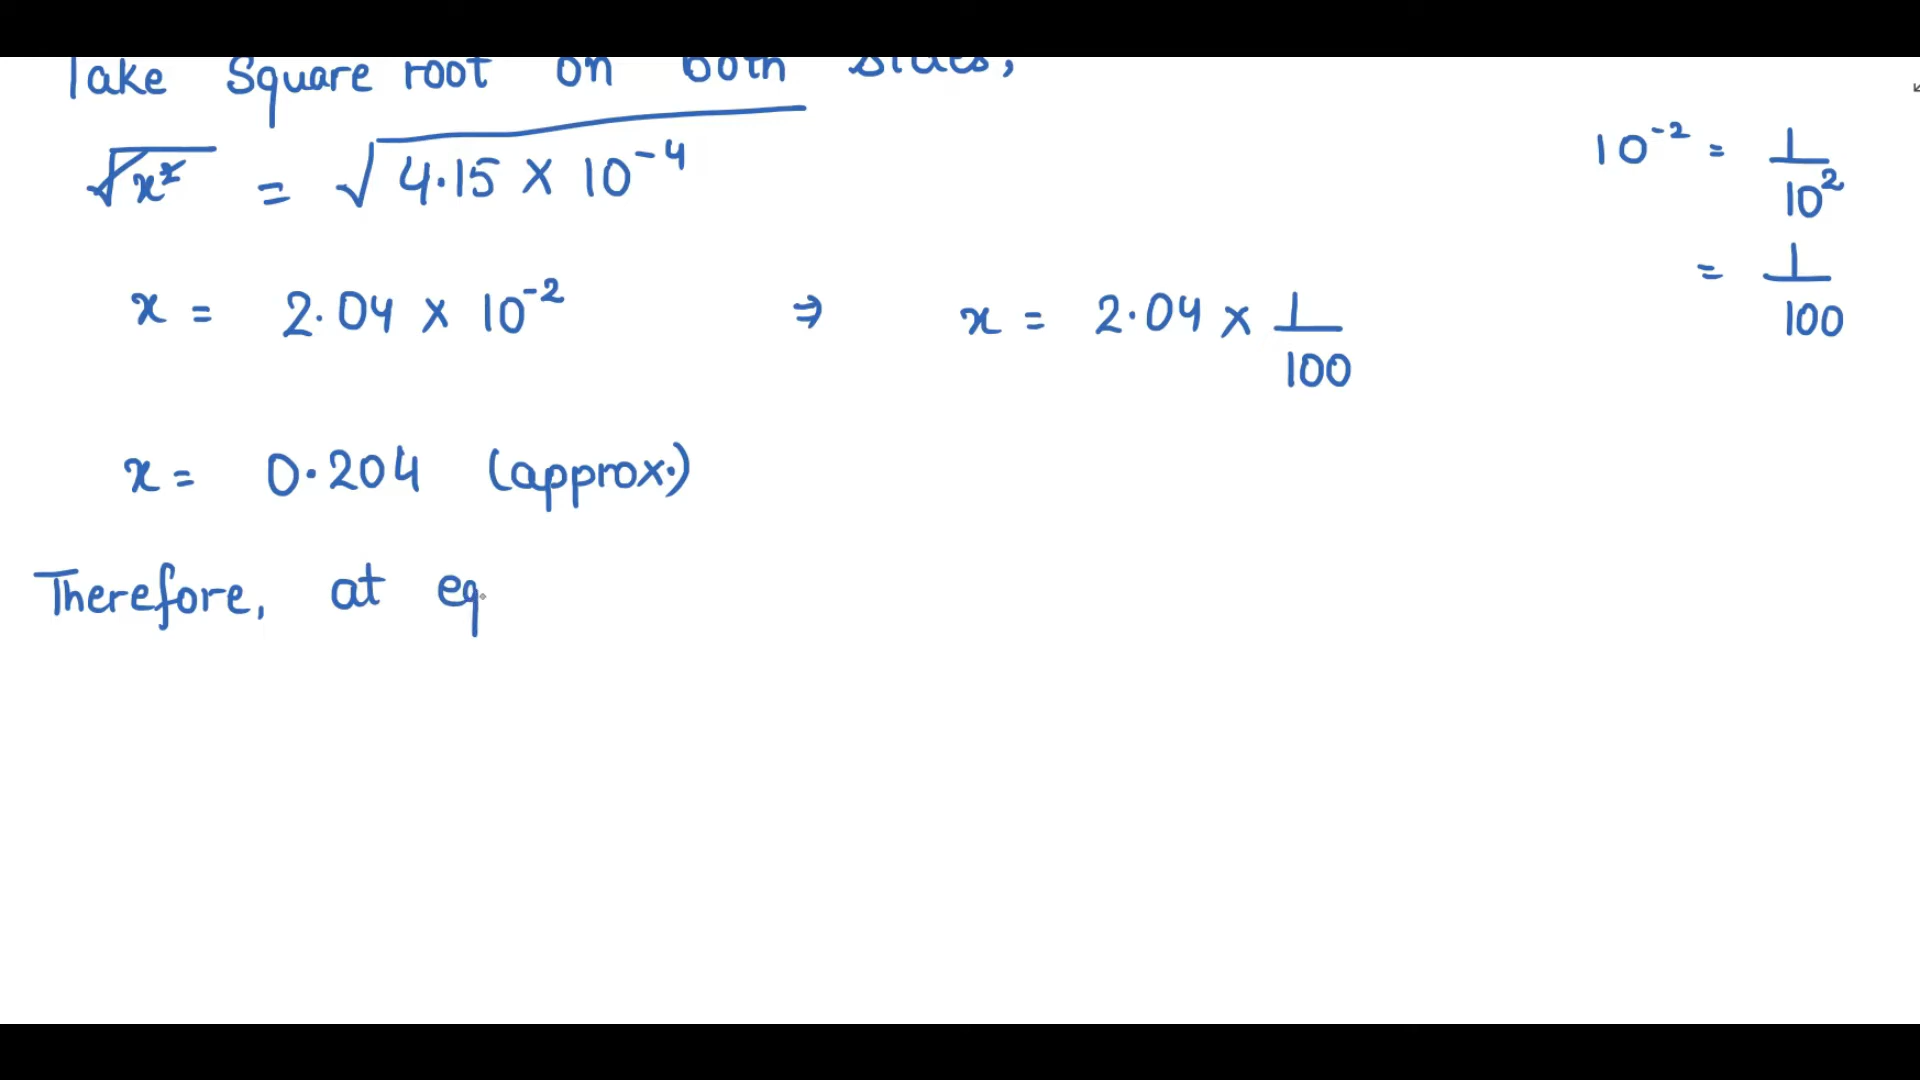 Take Square root on both sides,
√x² = √4.15 × 10⁻⁴
x = 2.04 × 10⁻² ⇒ x = 2.04 × 1/100
x = 0.204 (approx.)
Therefore, at eq
10⁻² = 1/10²
= 1/100